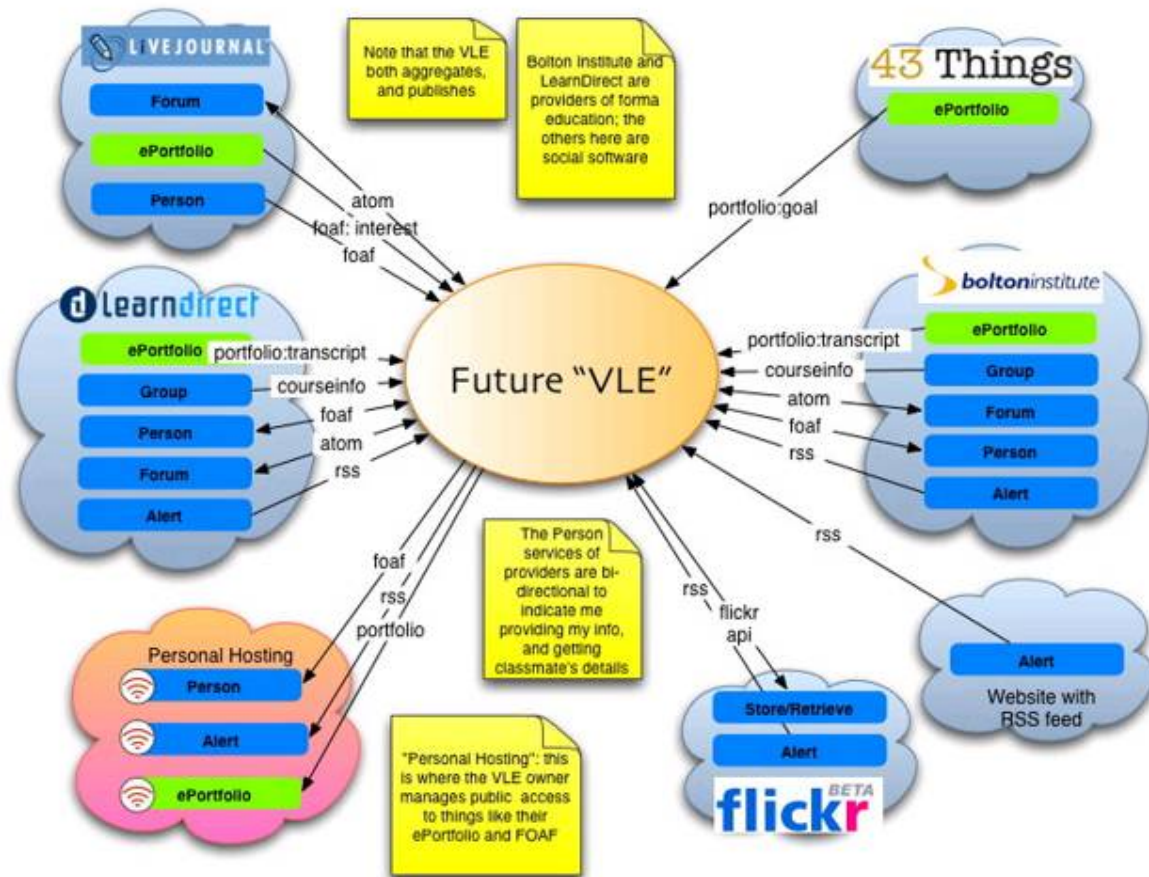 LiVEJOURNAL
Forum
ePortfolio
Person
atom
foaf: interest
foaf
Note that the VLE
both aggregates,
and publishes
Bolton Institute and
LearnDirect are
providers of forma
education; the
others here are
social software
43 Things
ePortfolio
portfolio:goal
learndirect
ePortfolio
Group
Person
Forum
Alert
portfolio:transcript
courseinfo
foaf
atom
rss
Future “VLE”
boltoninstitute
portfolio:transcript
courseinfo
atom
foaf
rss
ePortfolio
Group
Forum
Person
Alert
foaf
rss
portfolio
Personal Hosting
Person
Alert
ePortfolio
The Person
services of
providers are bi-
directional to
indicate me
providing my info,
and getting
classmate's details
"Personal Hosting": this
is where the VLE owner
manages public access
to things like their
ePortfolio and FOAF
rss
flickr
api
Store/Retrieve
Alert
flickr
BETA
rss
Alert
Website with
RSS feed